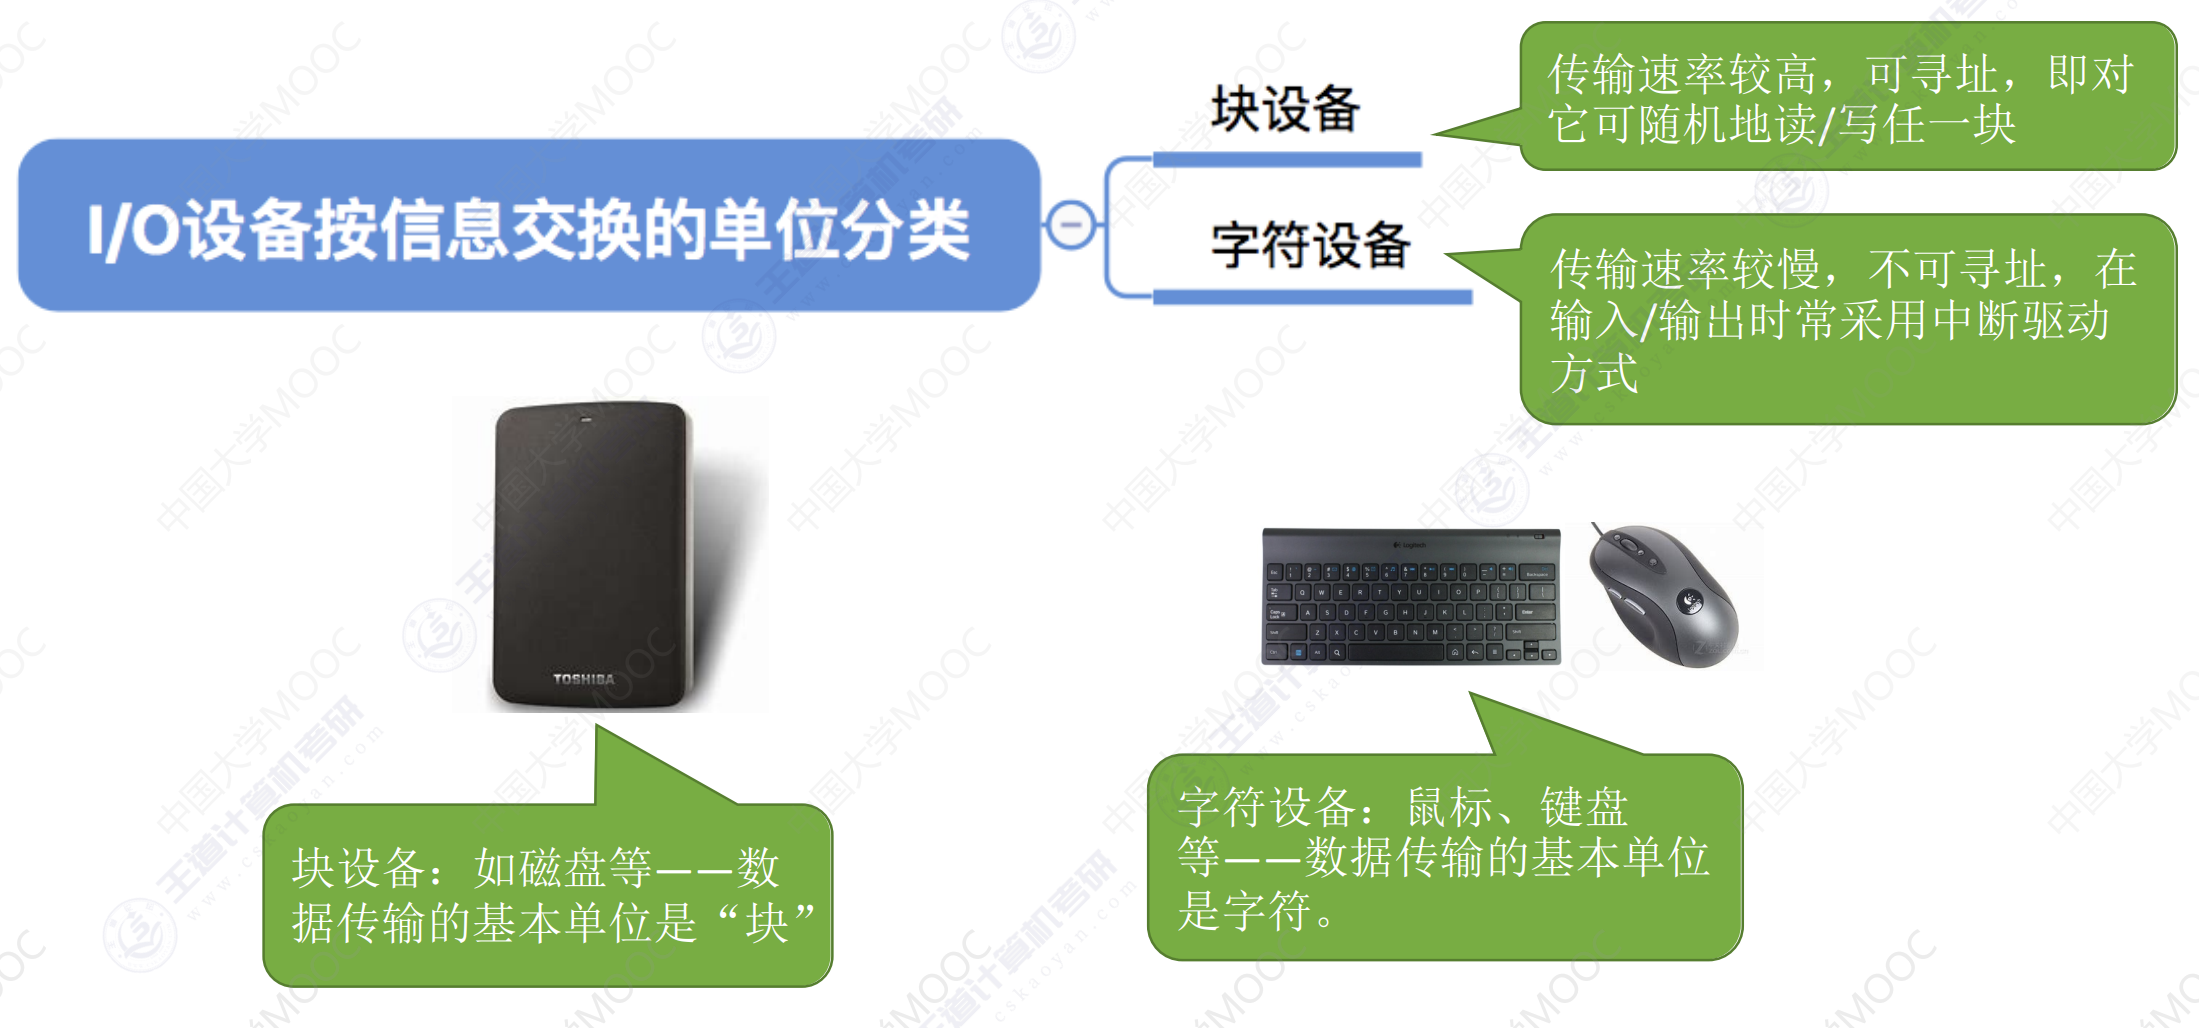 块设备
传输速率较高，可寻址，即对
它可随机地读/写任一块
I/O设备按信息交换的单位分类
字符设备
传输速率较慢，不可寻址，在
输入/输出时常采用中断驱动
方式
TOSHIBA
Logitech
块设备：如磁盘等——数
据传输的基本单位是“块”
字符设备：鼠标、键盘
等——数据传输的基本单位
是字符。
中国大学MOOC
王道计算机考研
www.cskaoyan.com